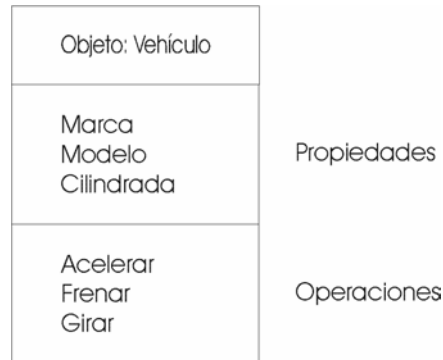 Objeto: Vehículo
Marca
Modelo
Cilindrada
Propiedades
Acelerar
Frenar
Girar
Operaciones